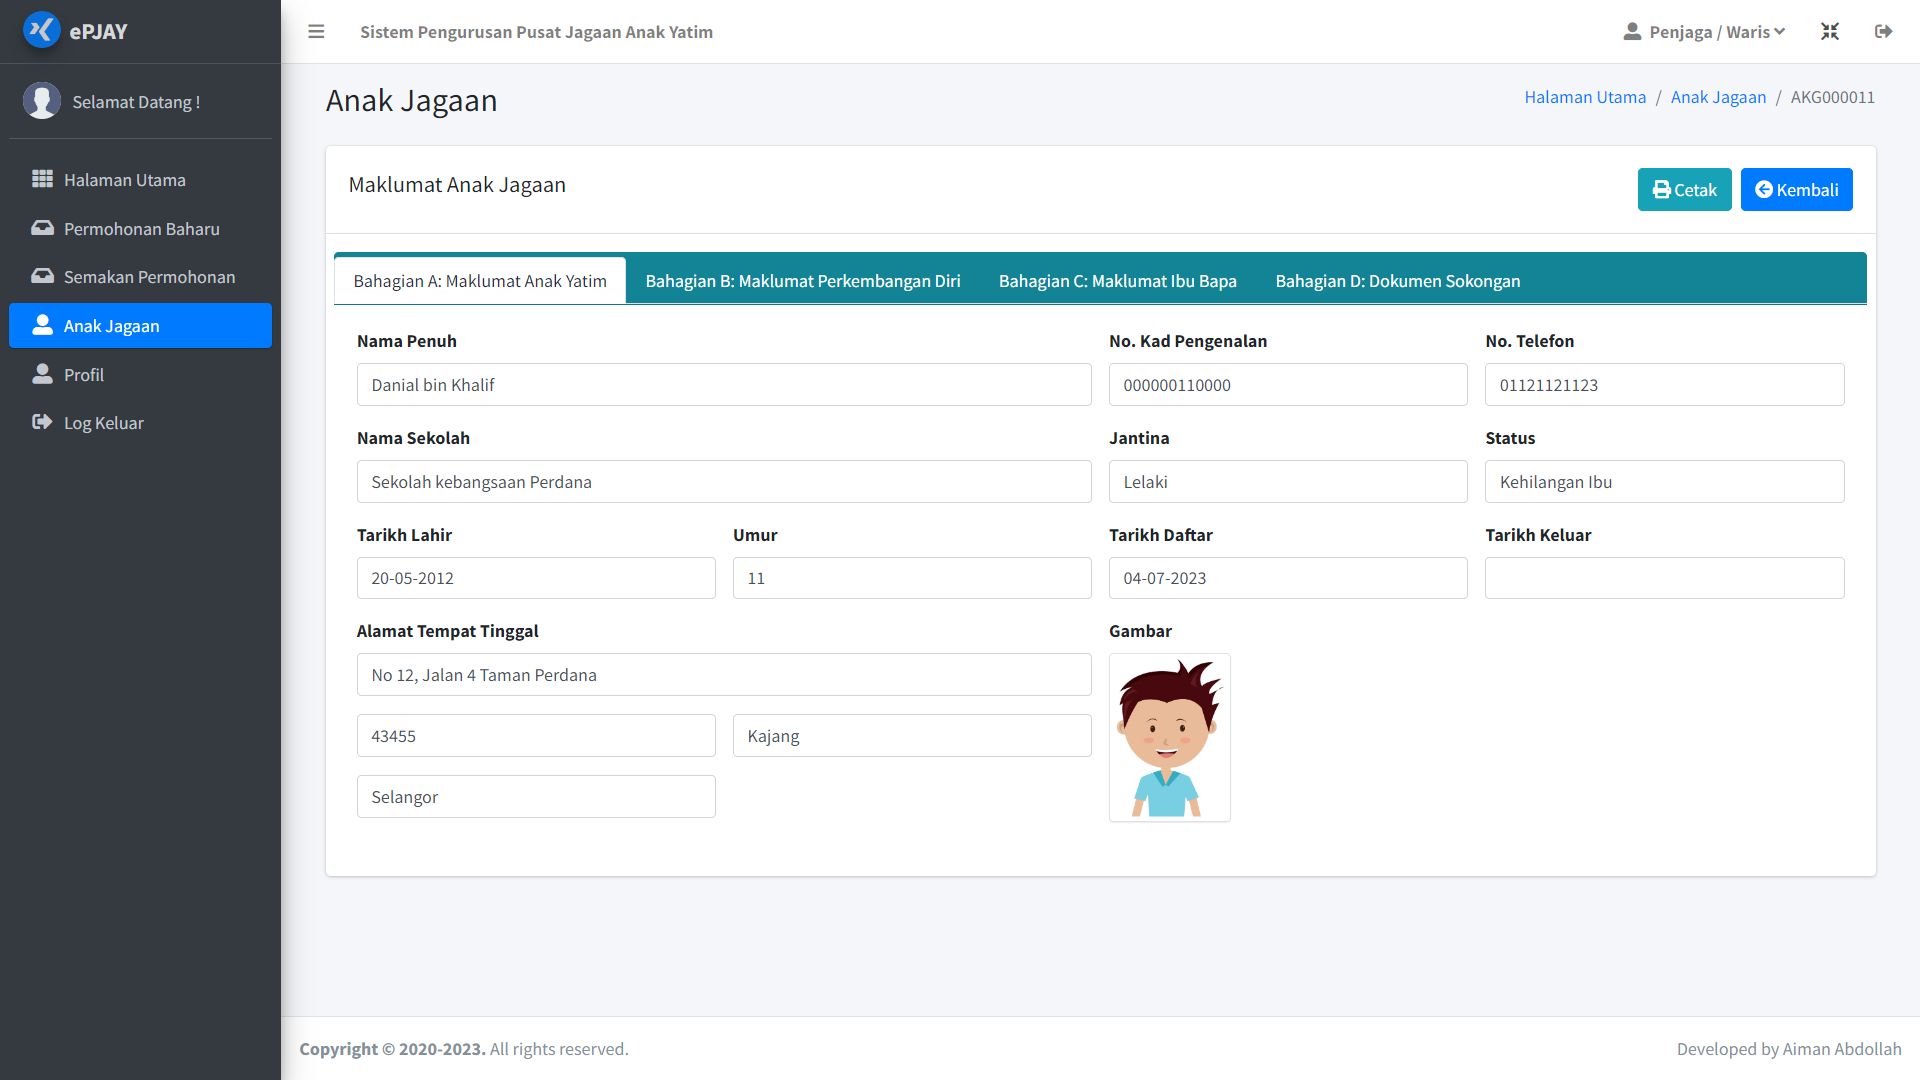 ePJAY
Selamat Datang !
Halaman Utama
Permohonan Baharu
Semakan Permohonan
Anak Jagaan
Profil
Log Keluar
Sistem Pengurusan Pusat Jagaan Anak Yatim
Penjaga / Waris
Anak Jagaan
Halaman Utama / Anak Jagaan / AKG000011
Maklumat Anak Jagaan
Cetak
Kembali
Bahagian A: Maklumat Anak Yatim
Bahagian B: Maklumat Perkembangan Diri
Bahagian C: Maklumat Ibu Bapa
Bahagian D: Dokumen Sokongan
Nama Penuh
Danial bin Khalif
No. Kad Pengenalan
000000110000
No. Telefon
01121121123
Nama Sekolah
Sekolah kebangsaan Perdana
Jantina
Lelaki
Status
Kehilangan Ibu
Tarikh Lahir
20-05-2012
Umur
11
Tarikh Daftar
04-07-2023
Tarikh Keluar
Alamat Tempat Tinggal
No 12, Jalan 4 Taman Perdana
43455
Kajang
Selangor
Gambar
Copyright © 2020-2023. All rights reserved.
Developed by Aiman Abdollah